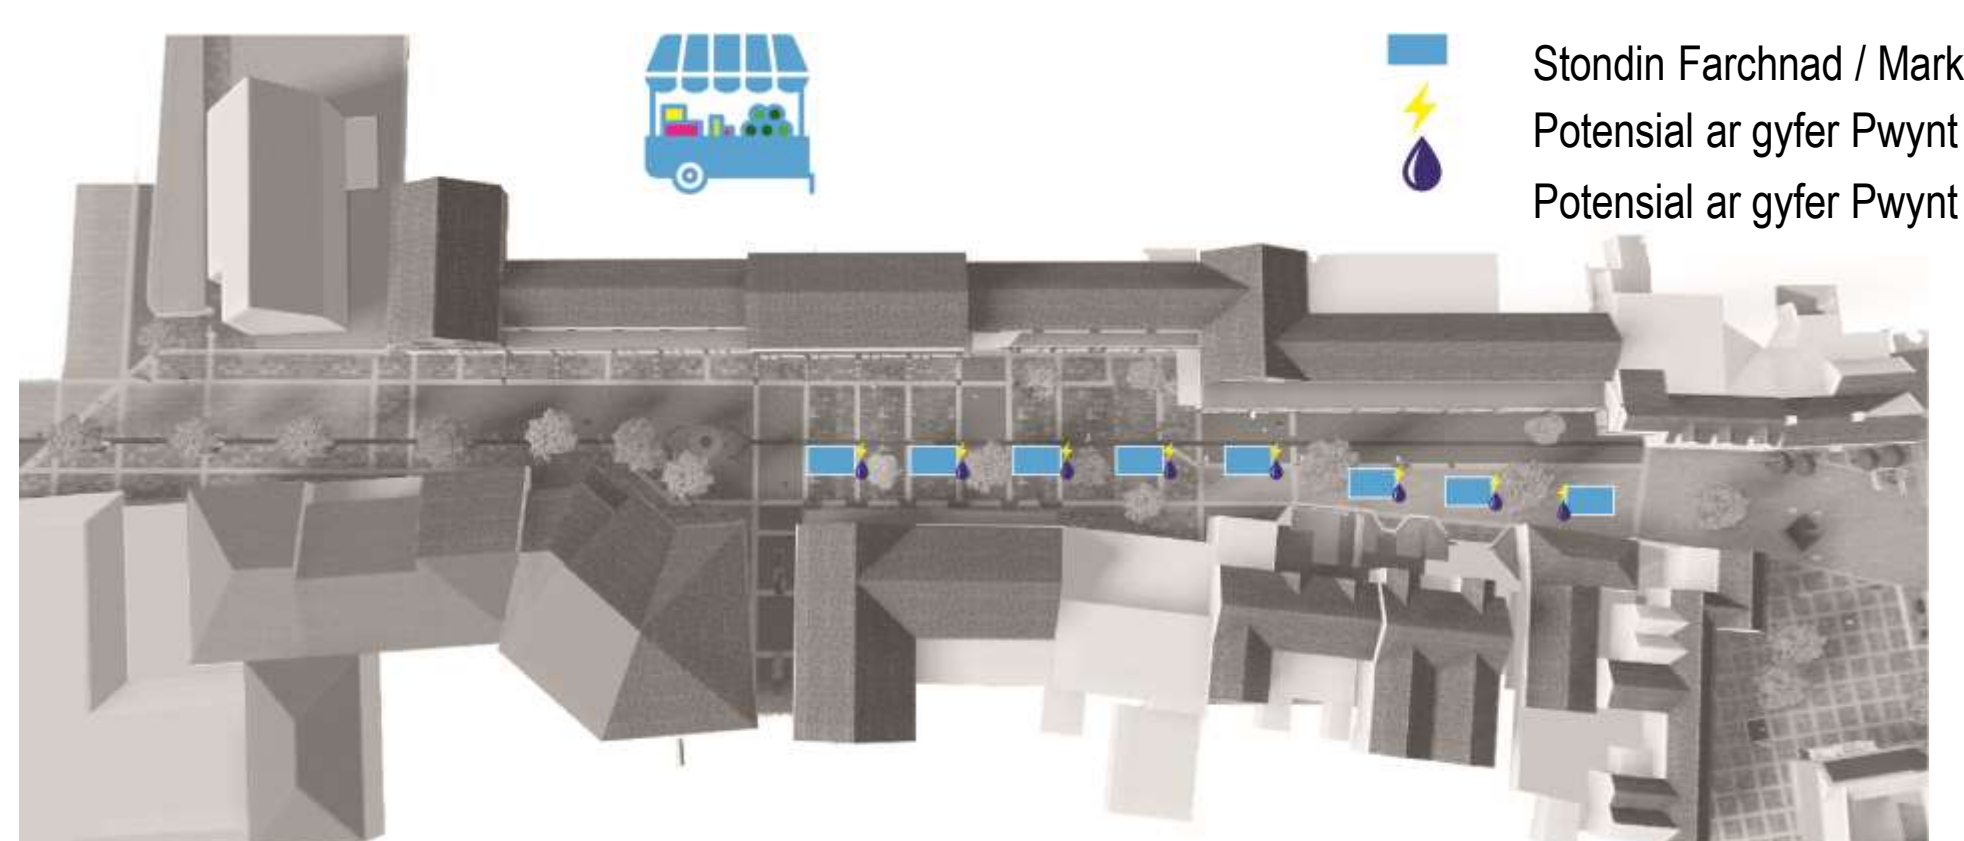 Stondin Farchnad / Mark
Potensial ar gyfer Pwynt
Potensial ar gyfer Pwynt